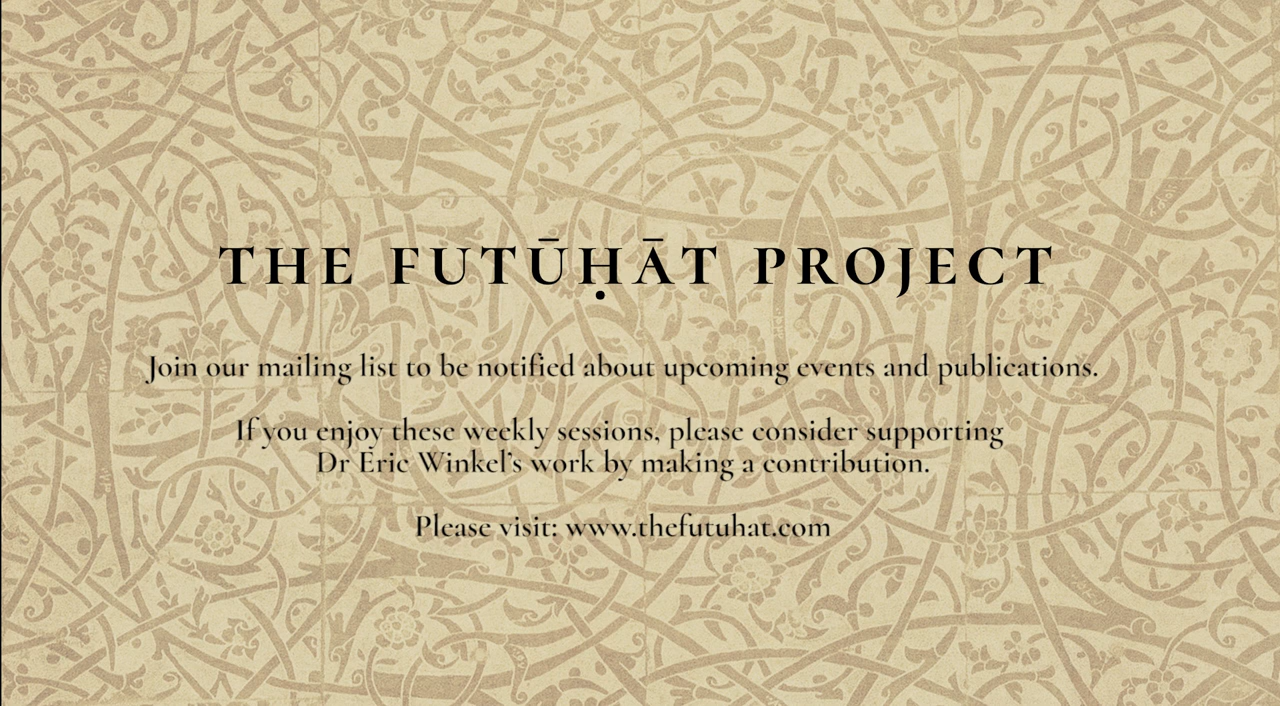 THE FUTŪḤĀT PROJECT
Join our mailing list to be notified about upcoming events and publications.
If you enjoy these weekly sessions, please consider supporting
Dr Eric Winkel’s work by making a contribution.
Please visit: www.thefutuhat.com